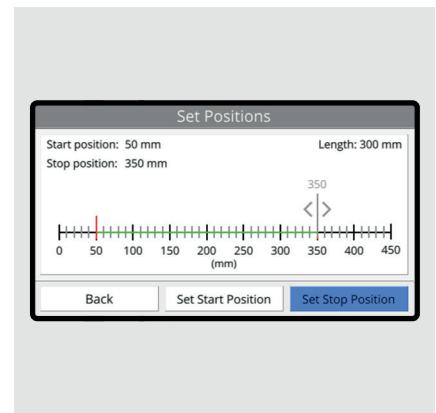 Set Positions
Start position: 50 mm
Length: 300 mm
Stop position: 350 mm
350
0 50 100 150 200 250 300 350 400 450
(mm)
Back
Set Start Position
Set Stop Position